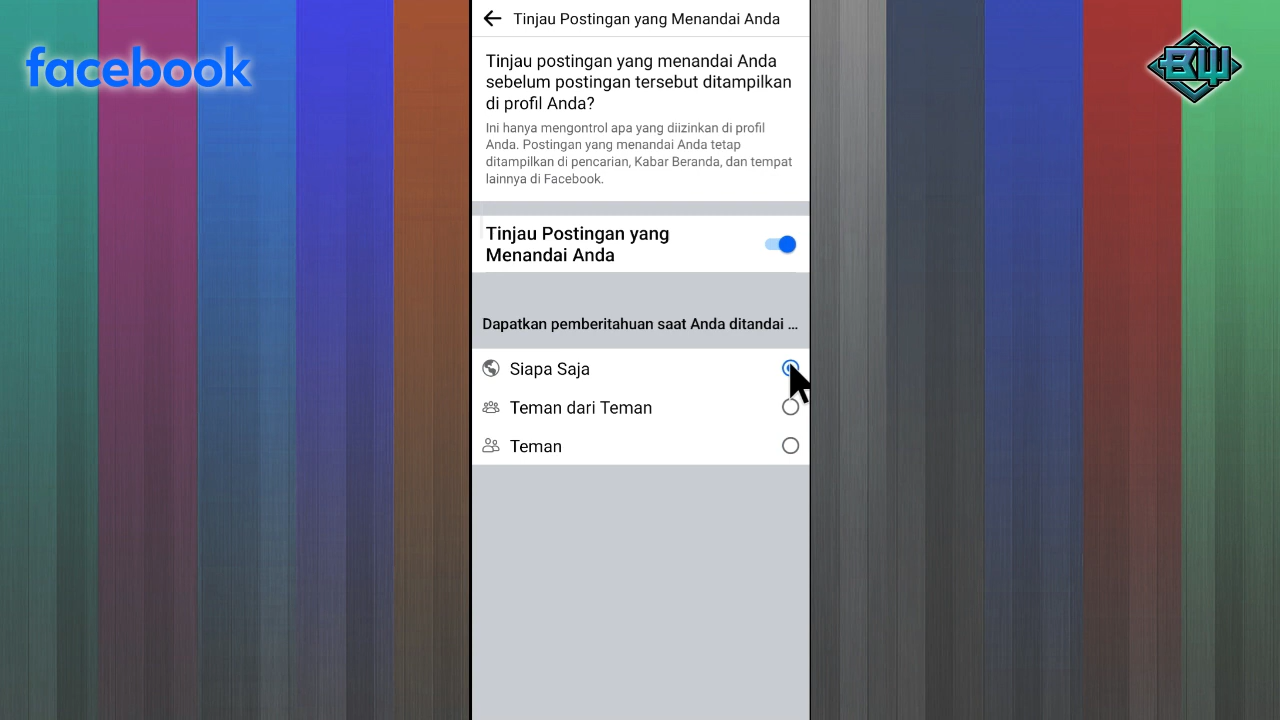 Tinjau Postingan yang Menandai Anda
facebook
BW
Tinjau postingan yang menandai Anda
sebelum postingan tersebut ditampilkan
di profil Anda?
Ini hanya mengontrol apa yang diizinkan di profil
Anda. Postingan yang menandai Anda tetap
ditampilkan di pencarian, Kabar Beranda, dan tempat
lainnya di Facebook.
Tinjau Postingan yang
Menandai Anda
Dapatkan pemberitahuan saat Anda ditandai ...
Siapa Saja
Teman dari Teman
Teman